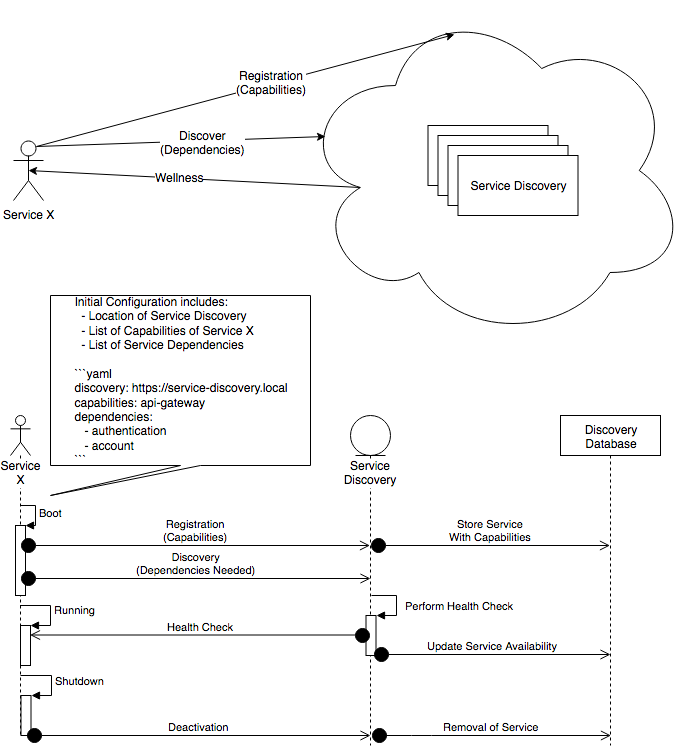 Registration
(Capabilities)
Discover
(Dependencies)
Wellness
Service X
Service Discovery
Initial Configuration includes:
- Location of Service Discovery
- List of Capabilities of Service X
- List of Service Dependencies
```yaml
discovery: https://service-discovery.local
capabilities: api-gateway
dependencies:
- authentication
- account
```
Service
X
Service
Discovery
Discovery
Database
Boot
Registration
(Capabilities)
Store Service
With Capabilities
Discovery
(Dependencies Needed)
Running
Perform Health Check
Health Check
Update Service Availability
Shutdown
Deactivation
Removal of Service